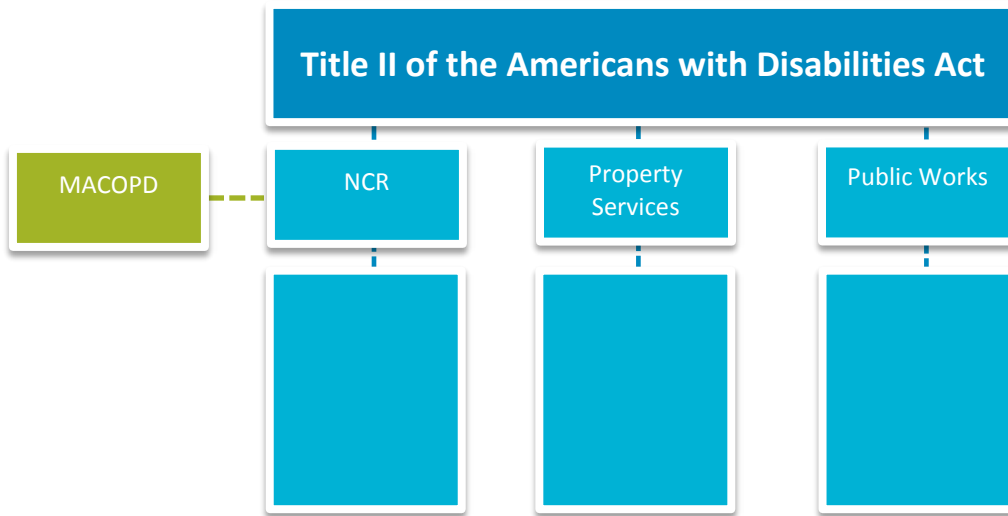 Title II of the Americans with Disabilities Act
MACOPD
NCR
Property
Services
Public Works